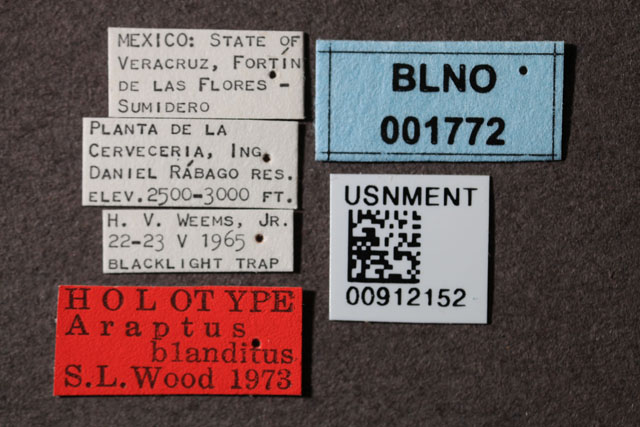 MEXICO: STATE OF
VERACRUZ, FORTÍN
DE LAS FLORES -
SUMIDERO
PLANTA DE LA
CERVECERIA, ING.
DANIEL RÁBAGO RES.
ELEV. 2500-3000 FT.
H. V. WEEMS, JR.
22-23 V 1965
BLACKLIGHT TRAP
HOLOTYPE
Araptus
blanditus
S.L.Wood 1973
BLNO
001772
USNMENT
00912152